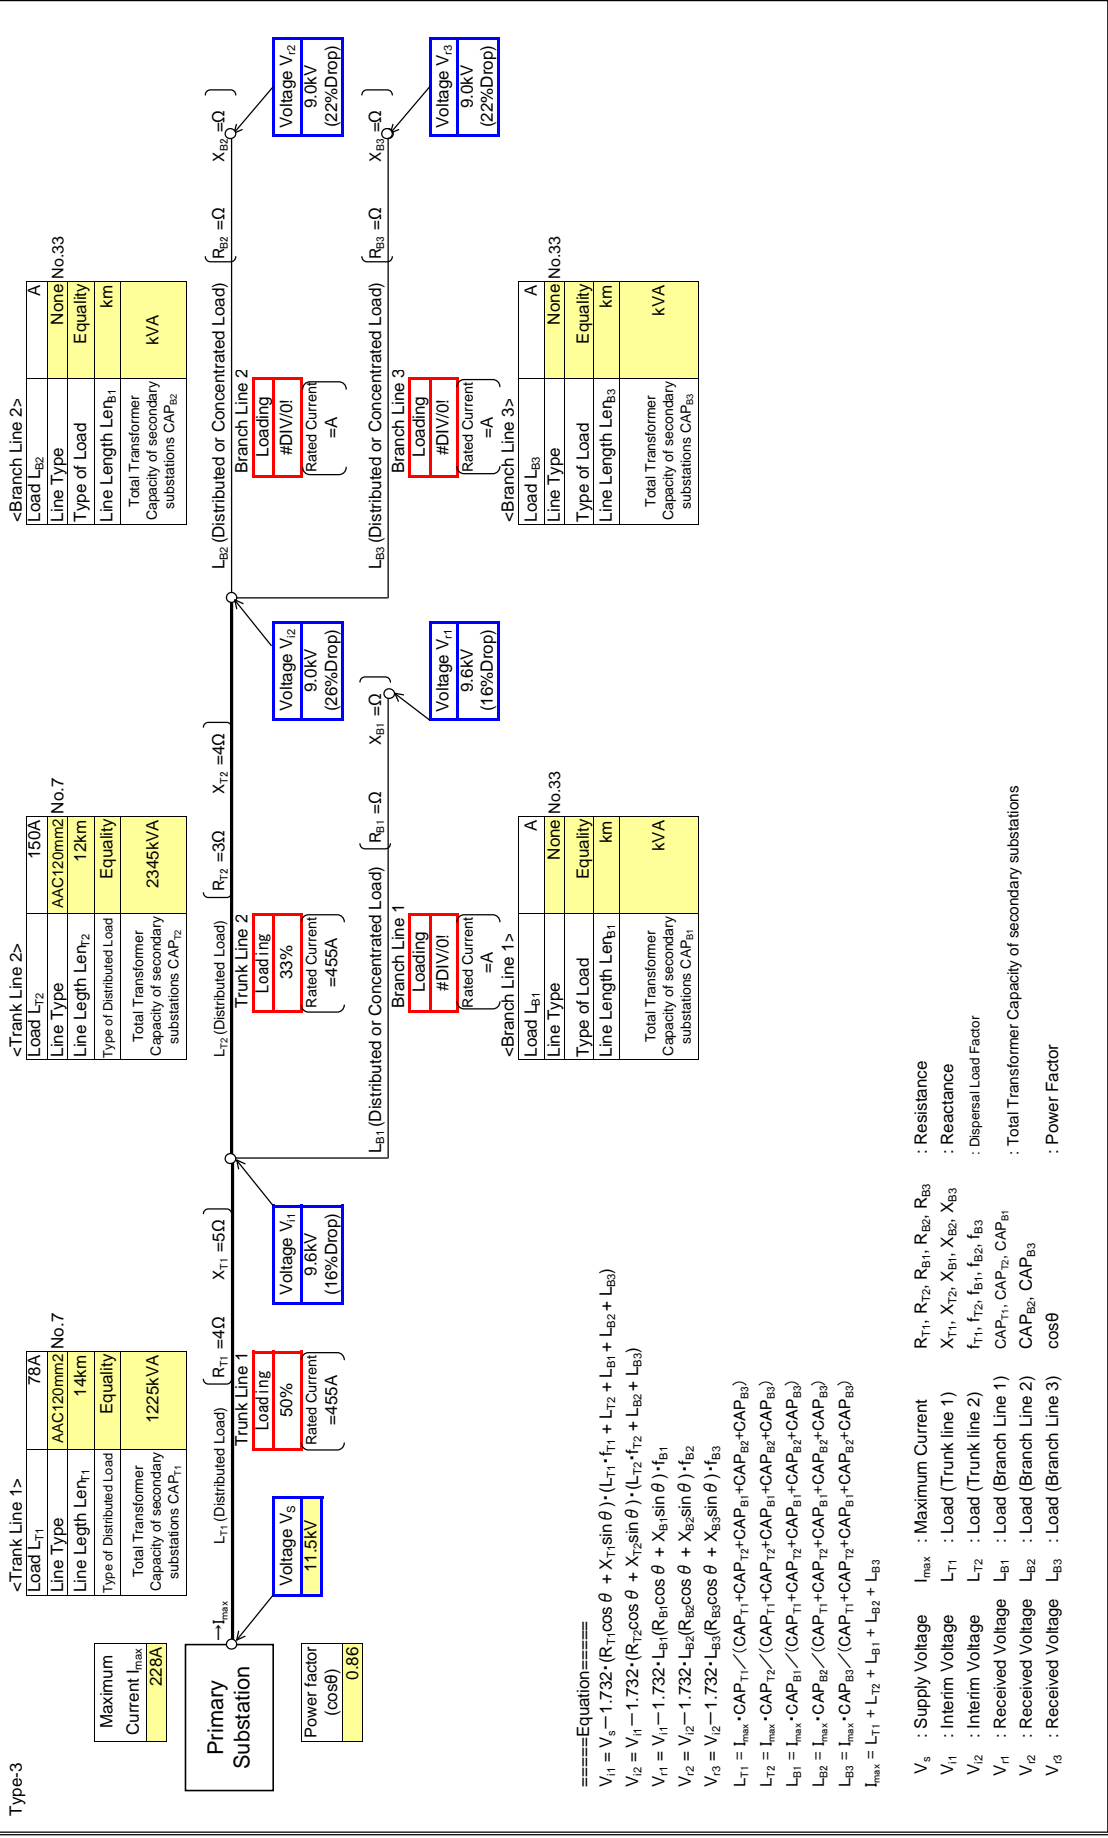 Type-3
Maximum
Current Imax
228A
Primary
Substation
Power factor
(cosθ)
0.86
→Imax
Voltage VS
11.5kV
<Trank Line 1>
Load LT1 78A
Line Type AAC120mm2 No.7
Line Legth LenT1 14km
Type of Distributed Load Equality
Total Transformer
Capacity of secondary
substations CAPT1
1225kVA
LT1 (Distributed Load)
RT1 =4Ω XT1 =5Ω
Trunk Line 1
Loading
50%
Rated Current
=455A
Voltage Vi1
9.6kV
(16%Drop)
<Trank Line 2>
Load LT2 150A
Line Type AAC120mm2 No.7
Line Legth LenT2 12km
Type of Distributed Load Equality
Total Transformer
Capacity of secondary
substations CAPT2
2345kVA
LT2 (Distributed Load)
RT2 =3Ω XT2 =4Ω
Trunk Line 2
Loading
33%
Rated Current
=455A
Voltage Vi2
9.0kV
(26%Drop)
LB1 (Distributed or Concentrated Load)
RB1 =Ω XB1 =Ω
Branch Line 1
Loading
#DIV/0!
Rated Current
=A
Voltage Vr1
9.6kV
(16%Drop)
<Branch Line 1>
Load LB1 A
Line Type None No.33
Type of Load Equality
Line Length LenB1 km
Total Transformer
Capacity of secondary
substations CAPB1
kVA
<Branch Line 2>
Load LB2 A
Line Type None No.33
Type of Load Equality
Line Length LenB1 km
Total Transformer
Capacity of secondary
substations CAPB2
kVA
LB2 (Distributed or Concentrated Load)
RB2 =Ω XB2 =Ω
Branch Line 2
Loading
#DIV/0!
Rated Current
=A
Voltage Vr2
9.0kV
(22%Drop)
LB3 (Distributed or Concentrated Load)
RB3 =Ω XB3 =Ω
Branch Line 3
Loading
#DIV/0!
Rated Current
=A
Voltage Vr3
9.0kV
(22%Drop)
<Branch Line 3>
Load LB3 A
Line Type None No.33
Type of Load Equality
Line Length LenB3 km
Total Transformer
Capacity of secondary
substations CAPB3
kVA
=====Equation=====
Vi1 = Vs－1.732･(RT1cos θ + XT1sin θ)･(LT1･fT1 + LT2 + LB1 + LB2 + LB3)
Vi2 = Vi1－1.732･(RT2cos θ + XT2sin θ)･(LT2･fT2 + LB2 + LB3)
Vr1 = Vi1－1.732･LB1(RB1cos θ + XB1sin θ)･fB1
Vr2 = Vi2－1.732･LB2(RB2cos θ + XB2sin θ)･fB2
Vr3 = Vi2－1.732･LB3(RB3cos θ + XB3sin θ)･fB3
LT1 = Imax･CAPT1／(CAPT1+CAPT2+CAPB1+CAPB2+CAPB3)
LT2 = Imax･CAPT2／(CAPT1+CAPT2+CAPB1+CAPB2+CAPB3)
LB1 = Imax･CAPB1／(CAPT1+CAPT2+CAPB1+CAPB2+CAPB3)
LB2 = Imax･CAPB2／(CAPT1+CAPT2+CAPB1+CAPB2+CAPB3)
LB3 = Imax･CAPB3／(CAPT1+CAPT2+CAPB1+CAPB2+CAPB3)
Imax = LT1 + LT2 + LB1 + LB2 + LB3
Vs : Supply Voltage Imax : Maximum Current RT1, RT2, RB1, RB2, RB3 : Resistance
Vi1 : Interim Voltage LT1 : Load (Trunk line 1) XT1, XT2, XB1, XB2, XB3 : Reactance
Vi2 : Interim Voltage LT2 : Load (Trunk line 2) fT1, fT2, fB1, fB2, fB3 : Dispersal Load Factor
Vr1 : Received Voltage LB1 : Load (Branch Line 1) CAPT1, CAPT2, CAPB1 : Total Transformer Capacity of secondary substations
Vr2 : Received Voltage LB2 : Load (Branch Line 2) CAPB2, CAPB3
Vr3 : Received Voltage LB3 : Load (Branch Line 3) cosθ : Power Factor